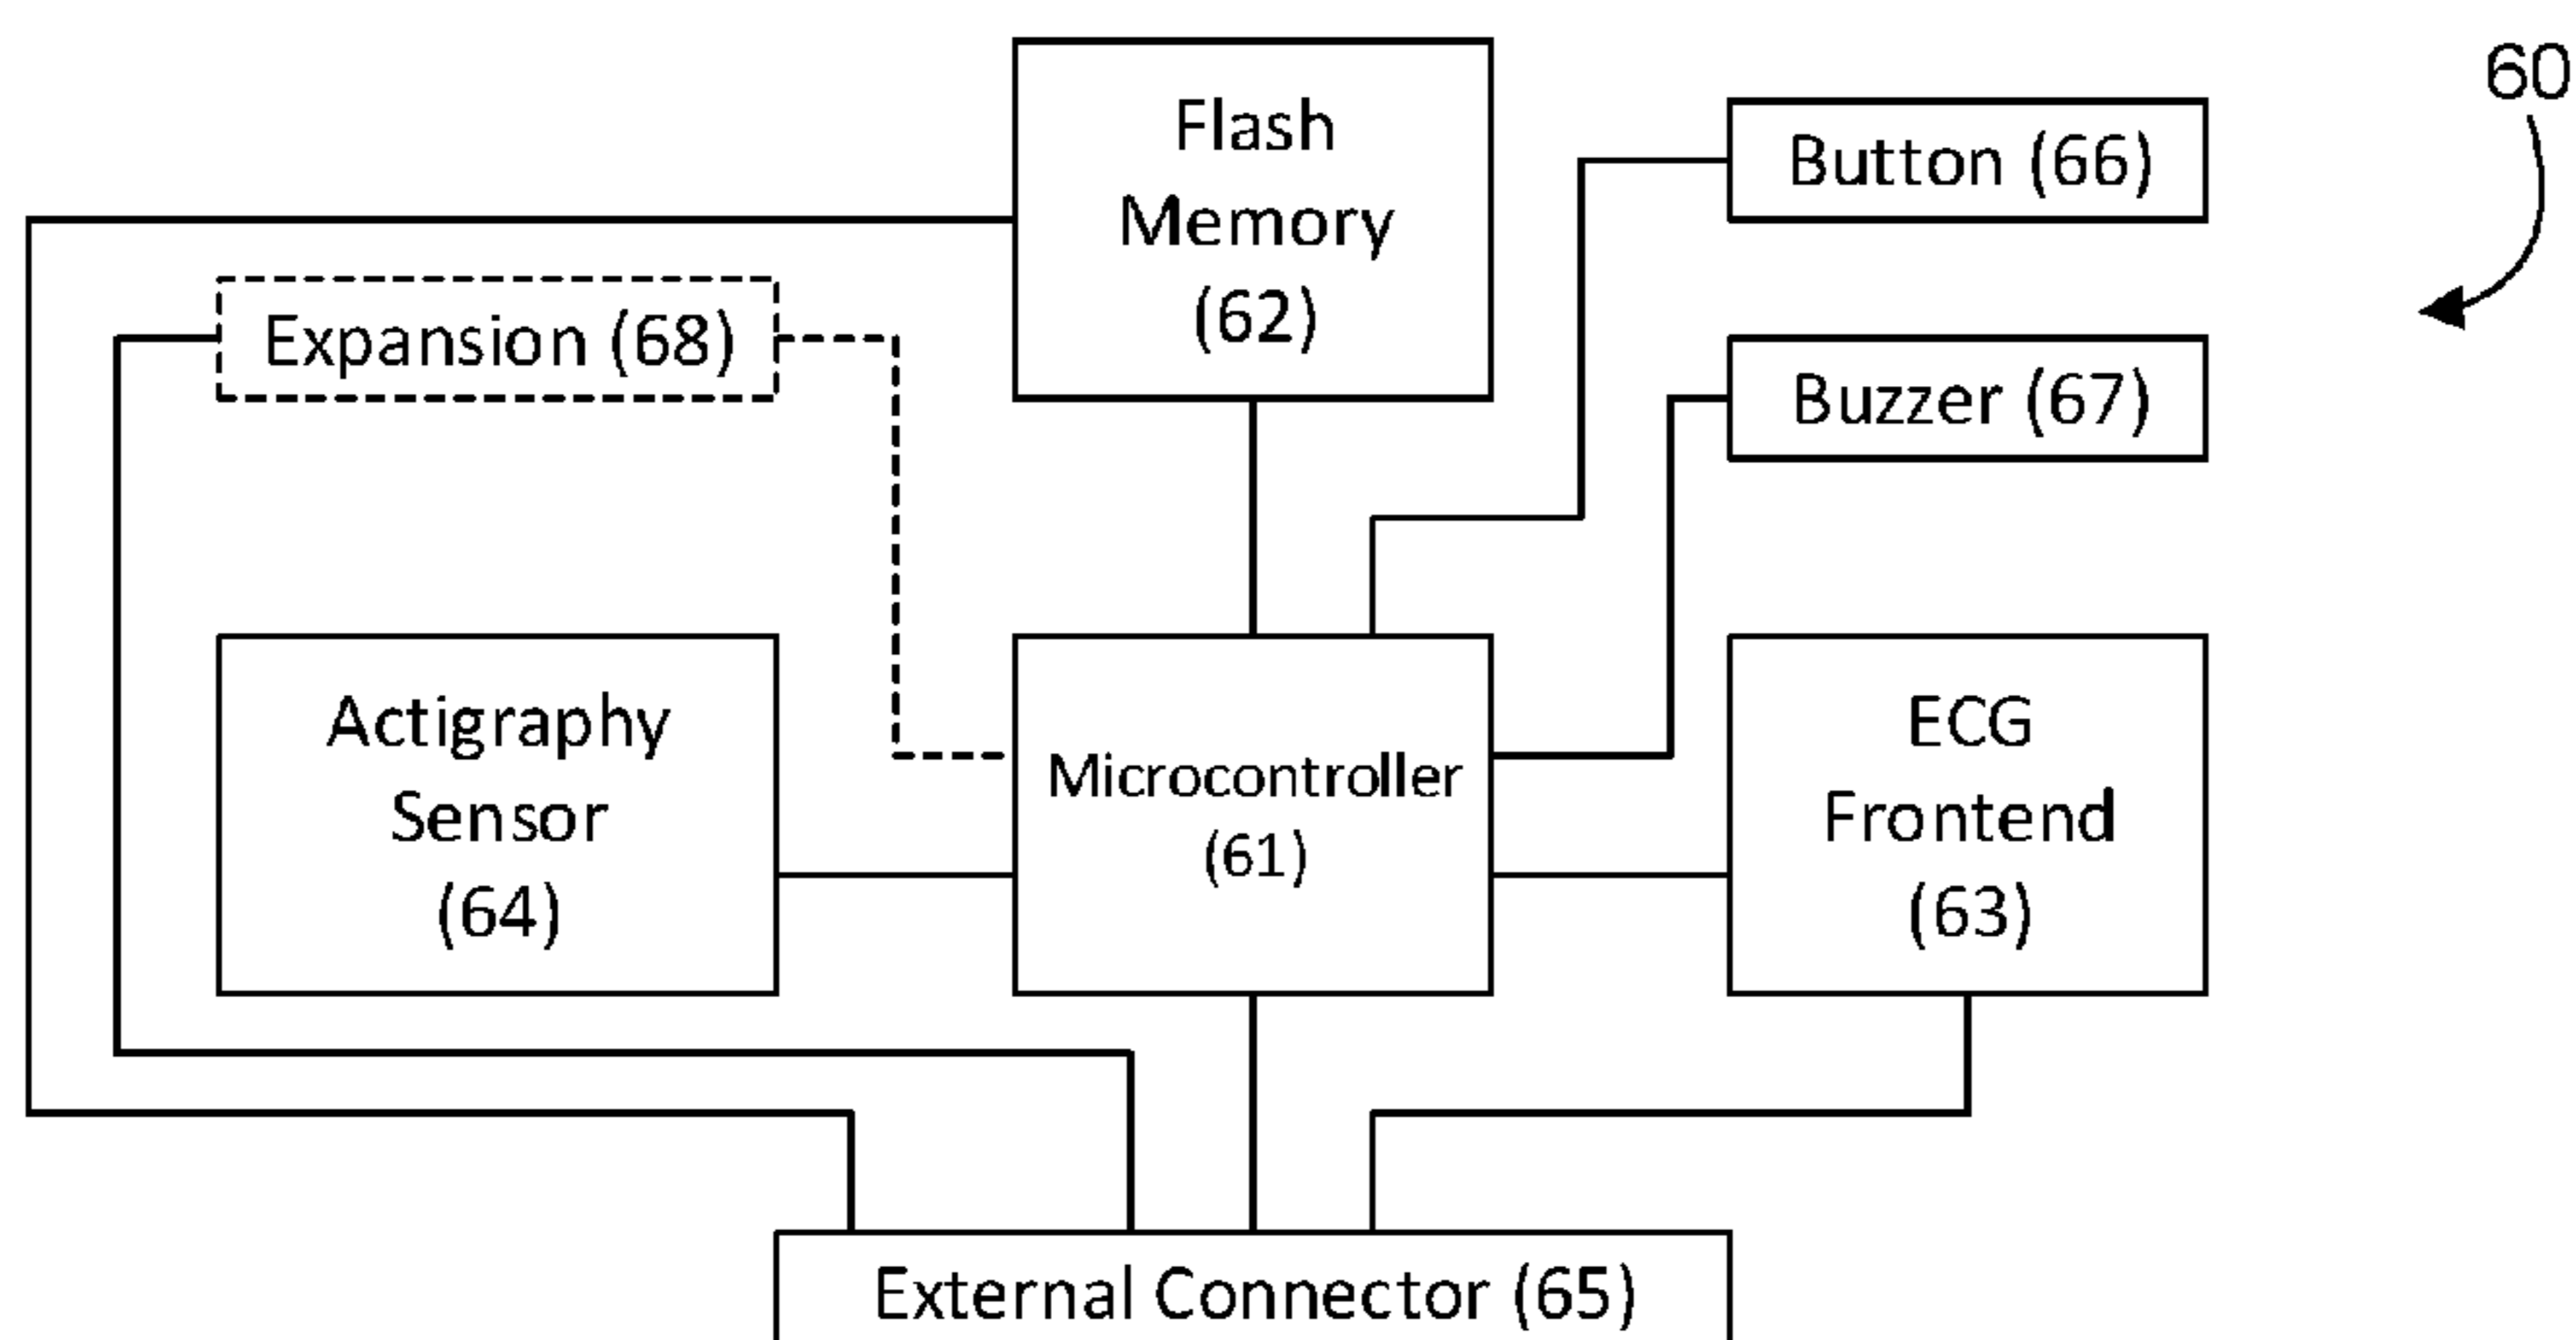 60
Flash
Memory
(62)
Button (66)
Expansion (68)
Buzzer (67)
Actigraphy
Sensor
(64)
Microcontroller
(61)
ECG
Frontend
(63)
External Connector (65)